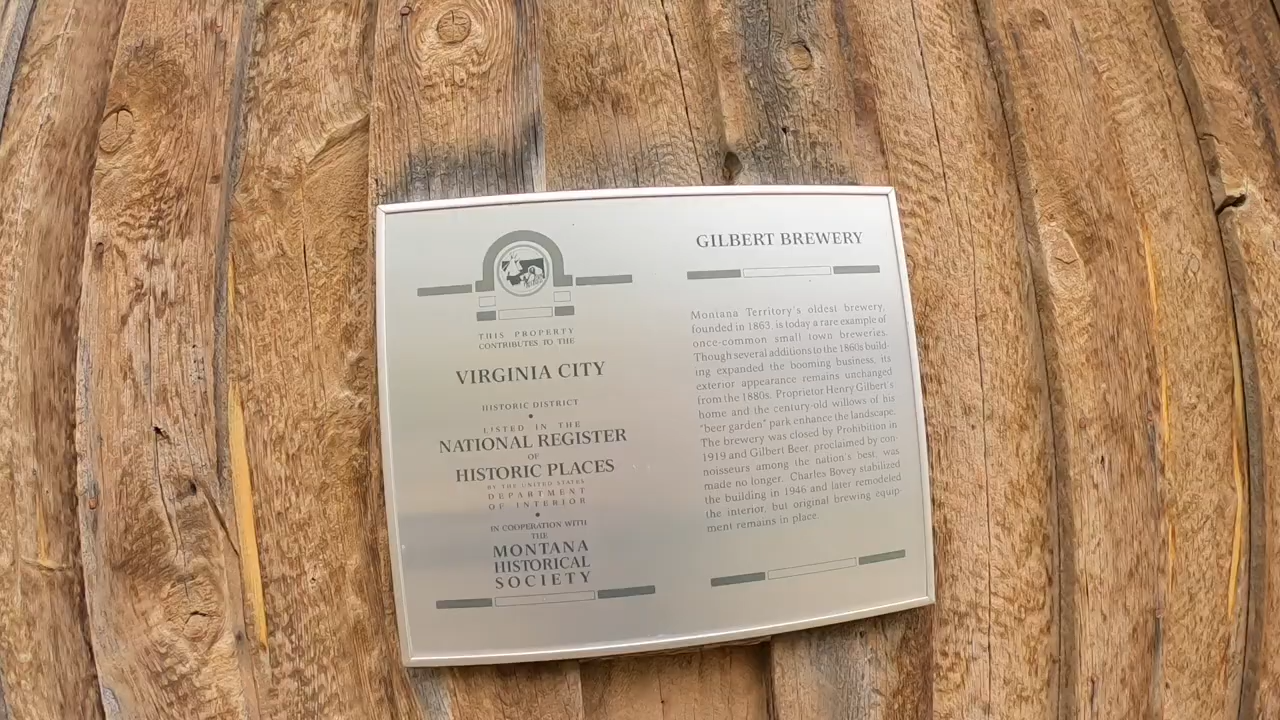 THIS PROPERTY
CONTRIBUTES TO THE
VIRGINIA CITY
HISTORIC DISTRICT
LISTED IN THE
NATIONAL REGISTER
OF
HISTORIC PLACES
BY THE UNITED STATES
DEPARTMENT
OF INTERIOR
IN COOPERATION WITH
THE
MONTANA
HISTORICAL
SOCIETY
GILBERT BREWERY
Montana Territory's oldest brewery,
founded in 1863, is today a rare example of
once-common small town breweries.
Though several additions to the 1860s build-
ing expanded the booming business, its
exterior appearance remains unchanged
from the 1880s. Proprietor Henry Gilbert's
home and the century-old willows of his
"beer garden" park enhance the landscape.
The brewery was closed by Prohibition in
1919 and Gilbert Beer, proclaimed by con-
noisseurs among the nation's best, was
made no longer. Charles Bovey stabilized
the building in 1946 and later remodeled
the interior, but original brewing equip-
ment remains in place.